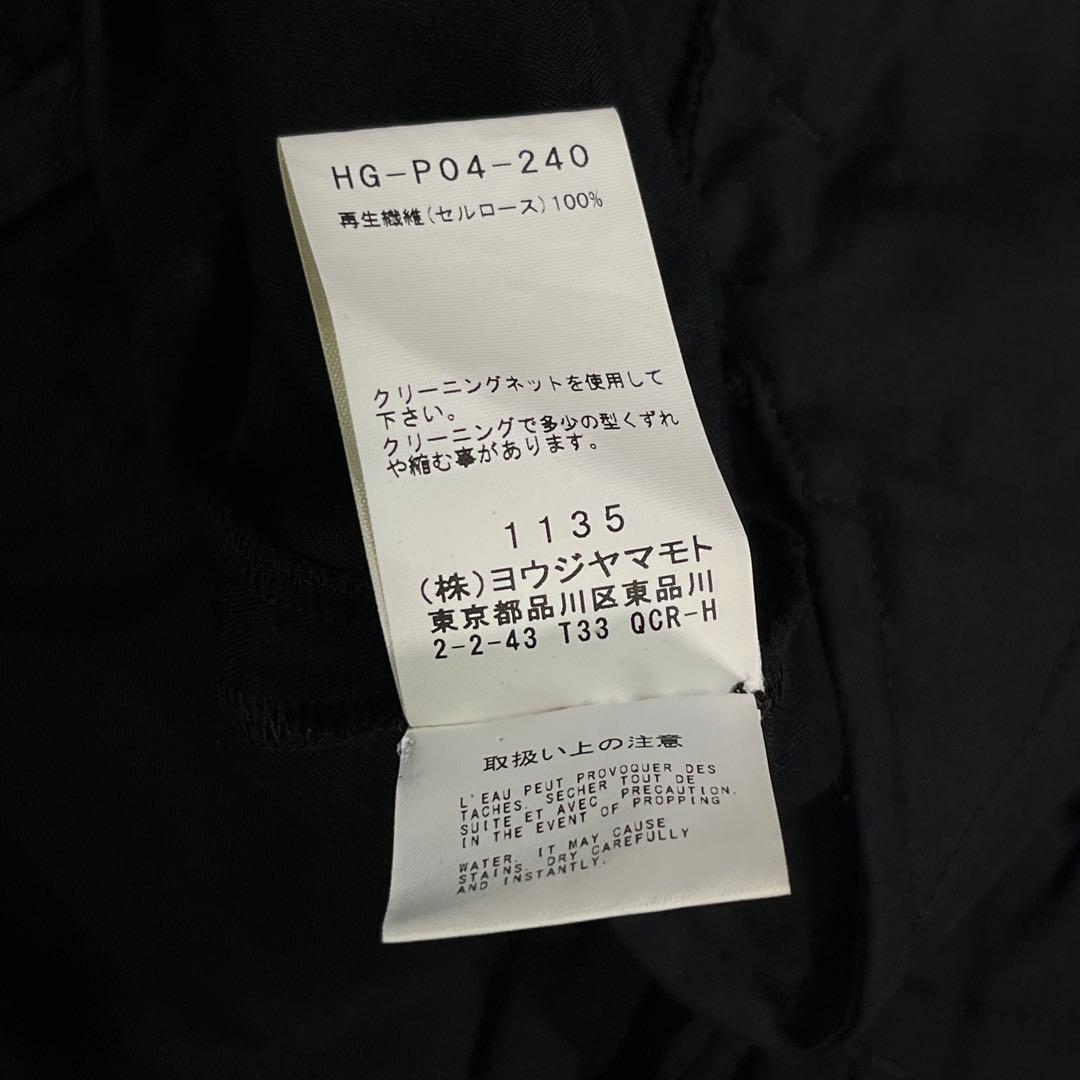 HG-P04-240
再生繊維(セルロース)100%
クリーニングネットを使用して
下さい。
クリーニングで多少の型くずれ
や縮む事があります。
1135
(株)ヨウジヤマモト
東京都品川区東品川
2-2-43 T33 QCR-H
取扱い上の注意
L'EAU PEUT PROVOQUER DES
TACHES. SECHER TOUT DE
SUITE ET AVEC PRECAUTION.
IN THE EVENT OF PROPPING
WATER. IT MAY CAUSE
STAINS. DRY CAREFULLY
AND INSTANTLY.